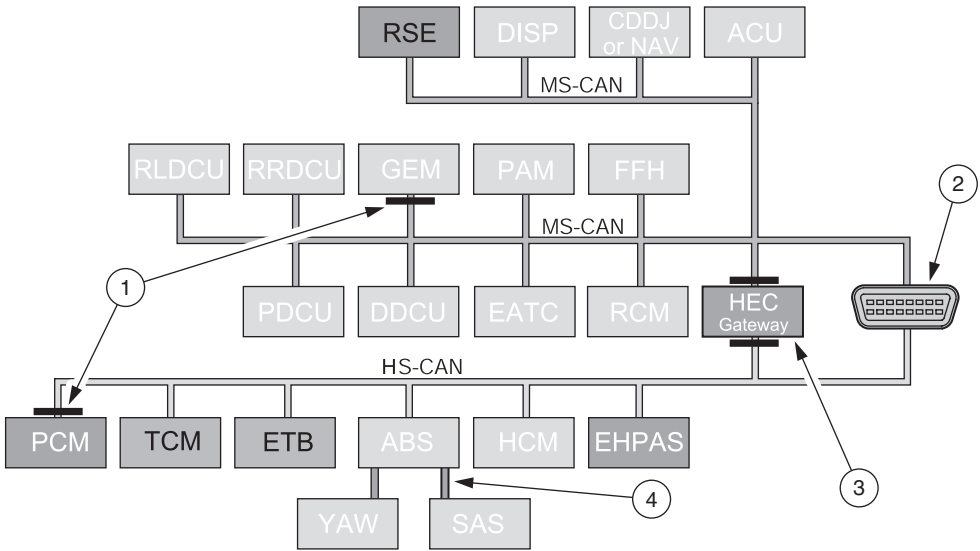 RSE
DISP
CDDJ
or NAV
ACU
MS-CAN
RLDCU
RRDCU
GEM
PAM
FFH
2
MS-CAN
1
PDCU
DDCU
EATC
RCM
HEC
Gateway
HS-CAN
PCM
TCM
ETB
ABS
HCM
EHPAS
3
4
YAW
SAS